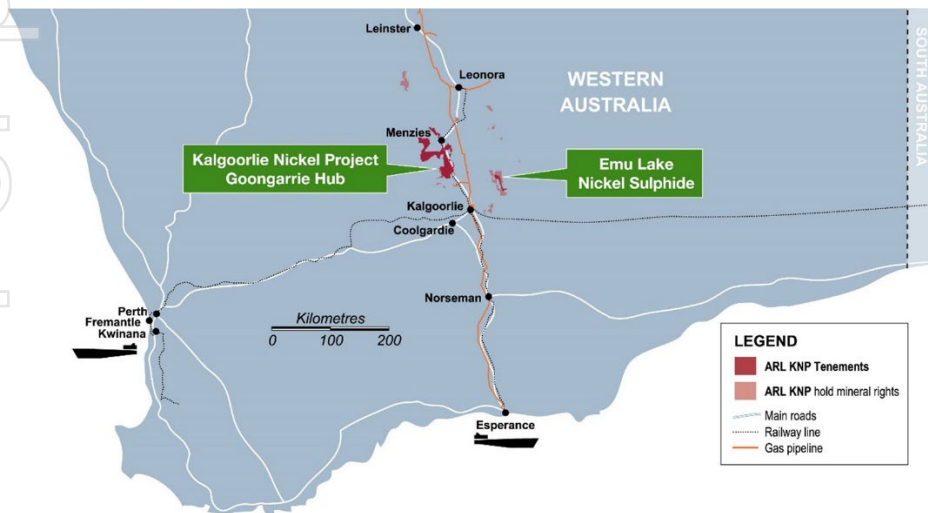 Leinster
Leonora
WESTERN
AUSTRALIA
SOUTH AUSTRALIA
Menzies
Kalgoorlie Nickel Project
Goongarrie Hub
Emu Lake
Nickel Sulphide
Kalgoorlie
Coolgardie
Norseman
Perth
Fremantle
Kwinana
Kilometres
0 100 200
Esperance
LEGEND
ARL KNP Tenements
ARL KNP hold mineral rights
Main roads
Railway line
Gas pipeline